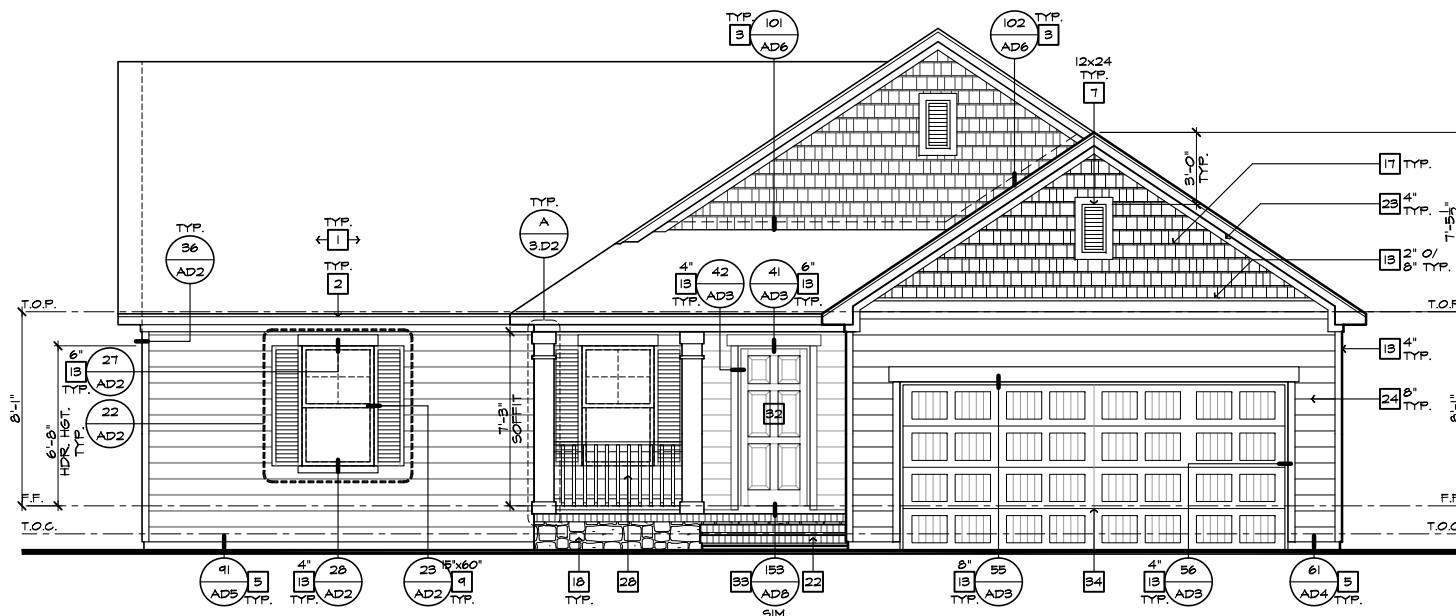 TYP.
3
101
AD6
102
AD6
TYP.
3
12x24
TYP.
7
3'-0"
TYP.
17 TYP.
23 4"
TYP.
7'-5½"
13 2" O/
8" TYP.
TYP.
36
AD2
TYP.
1
TYP.
2
TYP.
A
3.D2
4"
13
TYP.
42
AD3
41
AD3
6"
13
TYP.
T.O.P.
T.O.P.
6"
13
TYP.
27
AD2
22
AD2
8'-1"
6'-8"
HDR. HGT.
TYP.
7'-3"
SOFFIT
32
13 4"
TYP.
24 8"
TYP.
8'-1"
F.F.
F.F.
T.O.C.
T.O.C.
91
AD5
5
TYP.
4"
13
TYP.
28
AD2
23
AD2
15"x60"
9
TYP.
18
TYP.
28
33
153
AD8
SIM
22
8"
13
TYP.
55
AD3
34
4"
13
TYP.
56
AD3
61
AD4
5
TYP.